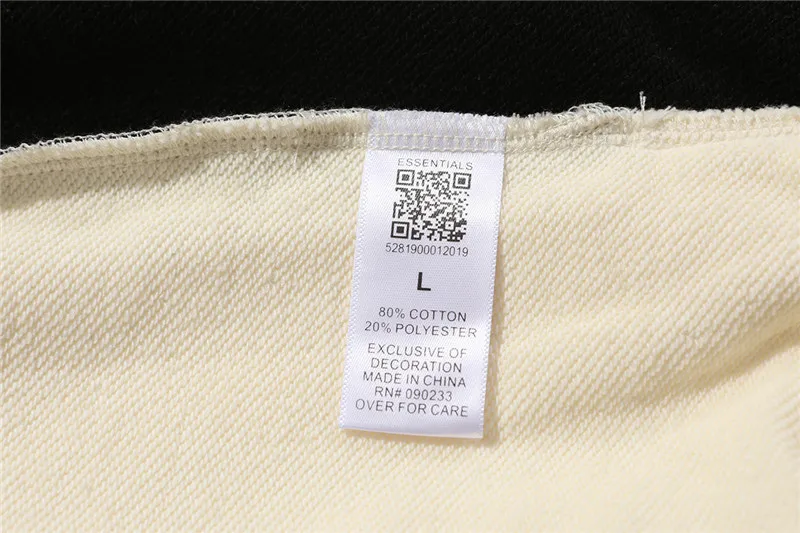 ESSENTIALS
5281900012019
L
80% COTTON
20% POLYESTER
EXCLUSIVE OF
DECORATION
MADE IN CHINA
RN# 090233
OVER FOR CARE